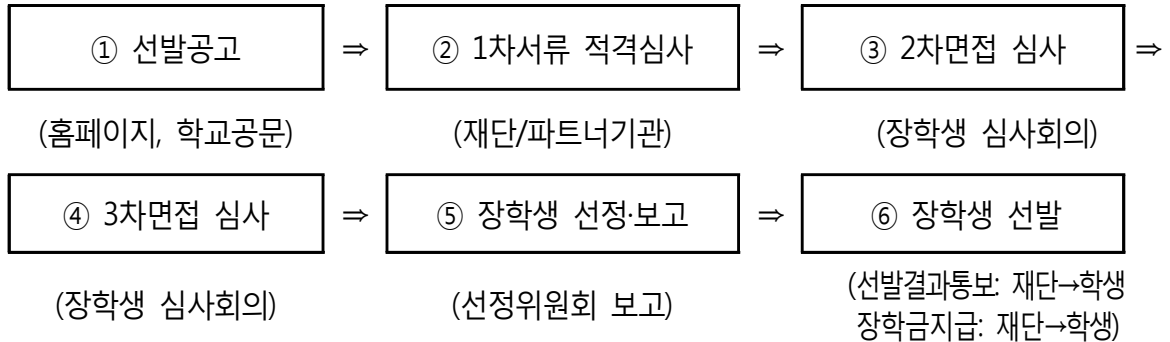 ① 선발공고 ⇒ ② 1차서류 적격심사 ⇒ ③ 2차면접 심사 ⇒
(홈페이지, 학교공문) (재단/파트너기관) (장학생 심사회의)
④ 3차면접 심사 ⇒ ⑤ 장학생 선정·보고 ⇒ ⑥ 장학생 선발
(장학생 심사회의) (선정위원회 보고) (선발결과통보: 재단→학생
장학금지급: 재단→학생)